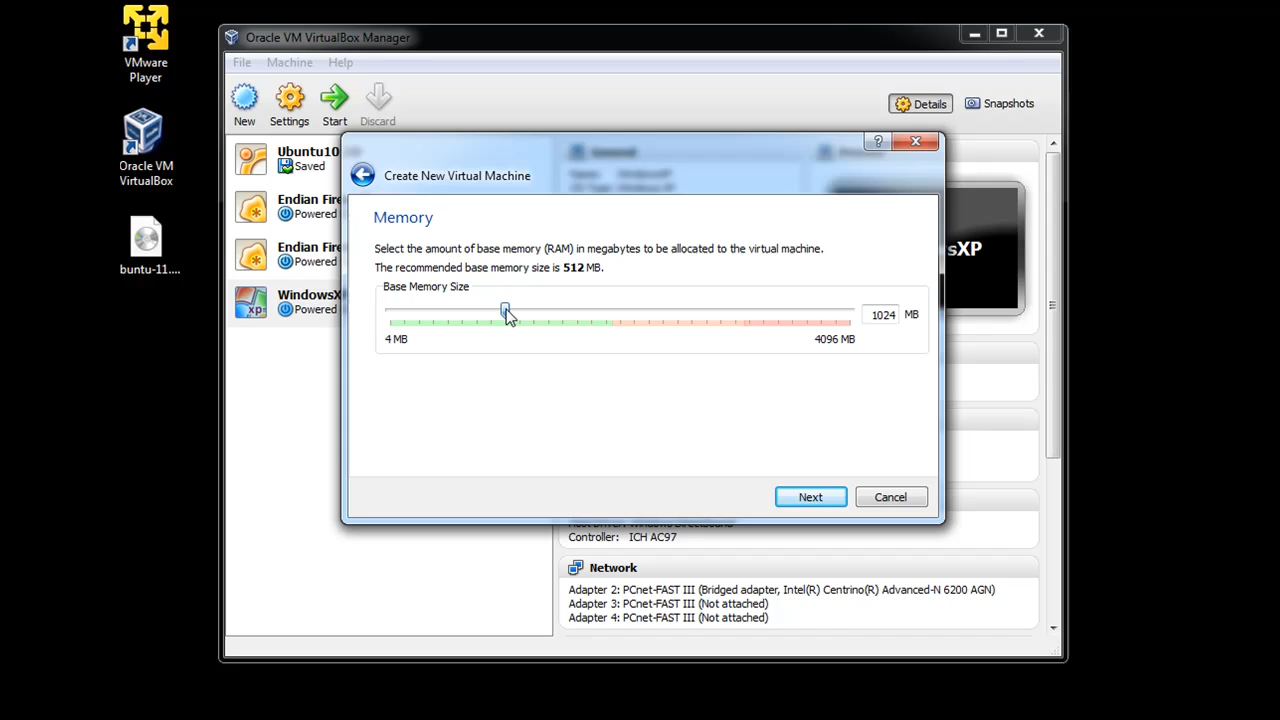 VMware
Player
Oracle VM
VirtualBox
buntu-11....
Oracle VM VirtualBox Manager
File Machine Help
New Settings Start Discard
Details Snapshots
Ubuntu10
Saved
Endian Fire
Powered
Endian Fire
Powered
WindowsX
Powered
xp
sXP
Create New Virtual Machine
Memory
Select the amount of base memory (RAM) in megabytes to be allocated to the virtual machine.
The recommended base memory size is 512 MB.
Base Memory Size
1024 MB
4 MB 4096 MB
Next Cancel
Controller: ICH AC97
Network
Adapter 2: PCnet-FAST III (Bridged adapter, Intel(R) Centrino(R) Advanced-N 6200 AGN)
Adapter 3: PCnet-FAST III (Not attached)
Adapter 4: PCnet-FAST III (Not attached)